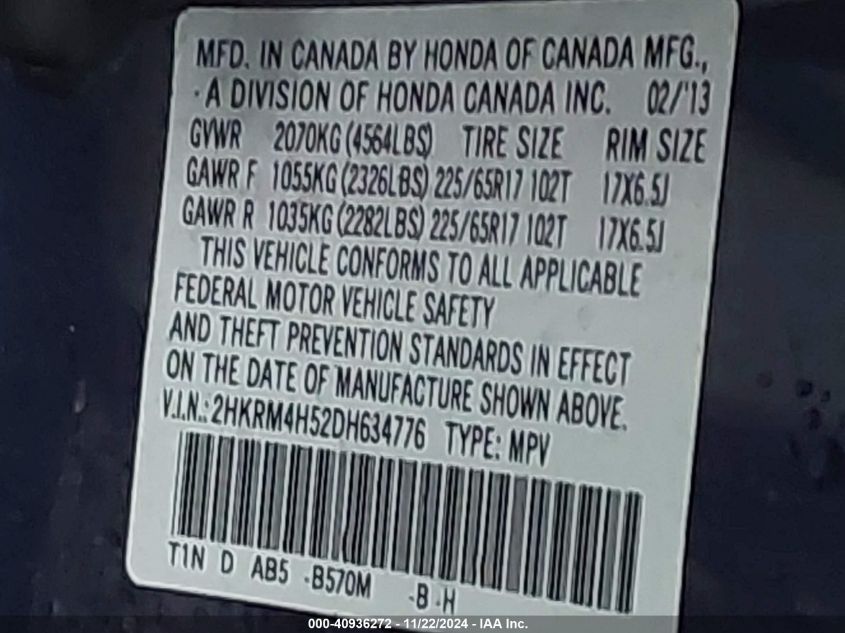 MFD. IN CANADA BY HONDA OF CANADA MFG.,
A DIVISION OF HONDA CANADA INC. 02/'13
GVWR 2070KG (4564LBS) TIRE SIZE RIM SIZE
GAWR F 1055KG (2326LBS) 225/65R17 102T 17X6.5J
GAWR R 1035KG (2282LBS) 225/65R17 102T 17X6.5J
THIS VEHICLE CONFORMS TO ALL APPLICABLE
FEDERAL MOTOR VEHICLE SAFETY
AND THEFT PREVENTION STANDARDS IN EFFECT
ON THE DATE OF MANUFACTURE SHOWN ABOVE.
V.I.N.: 2HKRM4H52DH634776 TYPE: MPV
T1N D AB5 -B570M -B -H
000-40936272 - 11/22/2024 - IAA Inc.